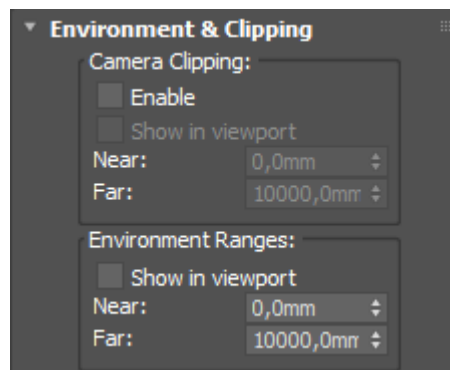 Environment & Clipping
Camera Clipping:
Enable
Show in viewport
Near: 0,0mm
Far: 10000,0mm
Environment Ranges:
Show in viewport
Near: 0,0mm
Far: 10000,0mm